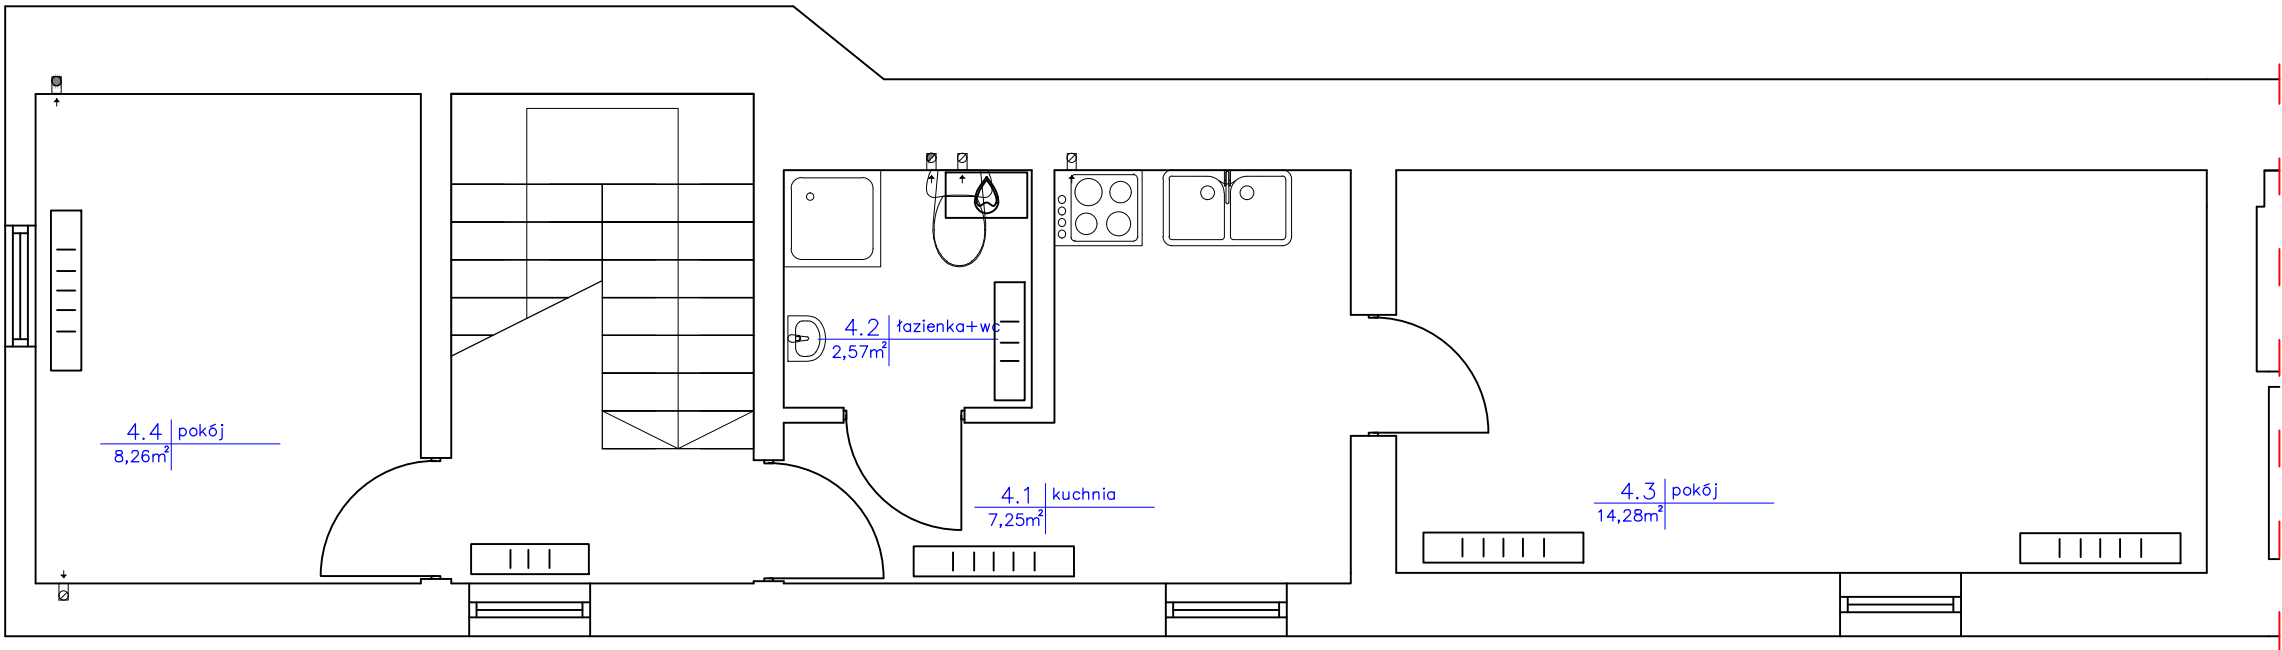 4.2 łazienka+wc
2,57m²
4.4 pokój
8,26m²
4.1 kuchnia
7,25m²
4.3 pokój
14,28m²